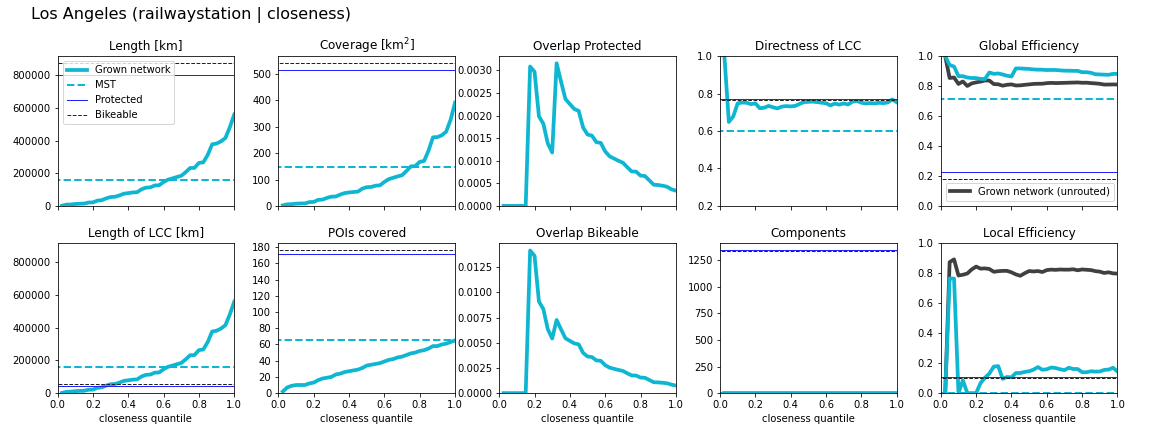 Los Angeles (railwaystation | closeness)
Length [km]
Coverage [km²]
Overlap Protected
Directness of LCC
Global Efficiency
800000
600000
400000
200000
0
Grown network
MST
Protected
Bikeable
500
400
300
200
100
0
0.0030
0.0025
0.0020
0.0015
0.0010
0.0005
0.0000
1.0
0.8
0.6
0.4
0.2
1.0
0.8
0.6
0.4
0.2
0.0
Grown network (unrouted)
Length of LCC [km]
POIs covered
Overlap Bikeable
Components
Local Efficiency
800000
600000
400000
200000
0
180
160
140
120
100
80
60
40
20
0
0.0125
0.0100
0.0075
0.0050
0.0025
0.0000
1250
1000
750
500
250
0
1.0
0.8
0.6
0.4
0.2
0.0
0.0 0.2 0.4 0.6 0.8 1.0
0.0 0.2 0.4 0.6 0.8 1.0
0.0 0.2 0.4 0.6 0.8 1.0
0.0 0.2 0.4 0.6 0.8 1.0
0.0 0.2 0.4 0.6 0.8 1.0
closeness quantile
closeness quantile
closeness quantile
closeness quantile
closeness quantile